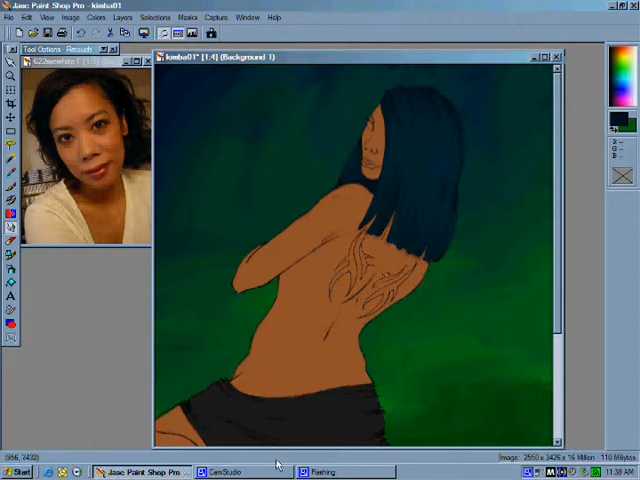 Jasc Paint Shop Pro - kimba01
File Edit View Image Colors Layers Selections Masks Capture Window Help
Tool Options - Retouch
kimba01* [1:4] (Background 1)
R -
G -
B -
(956, 2432)
Image: 2550 x 3426 x 16 Million - 110 MBytes
Start
Jasc Paint Shop Pro ...
CamStudio
Flashing
11:38 AM